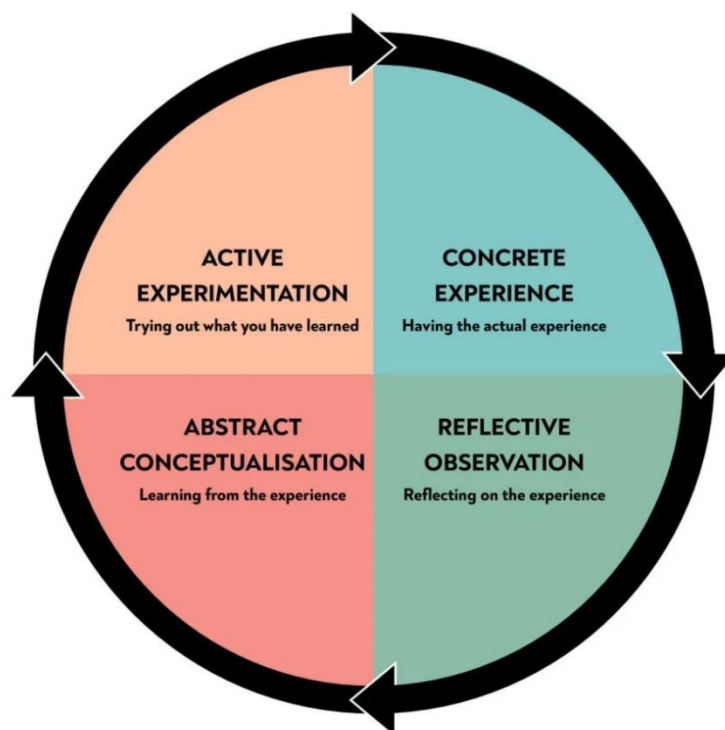 ACTIVE
EXPERIMENTATION
Trying out what you have learned
CONCRETE
EXPERIENCE
Having the actual experience
ABSTRACT
CONCEPTUALISATION
Learning from the experience
REFLECTIVE
OBSERVATION
Reflecting on the experience